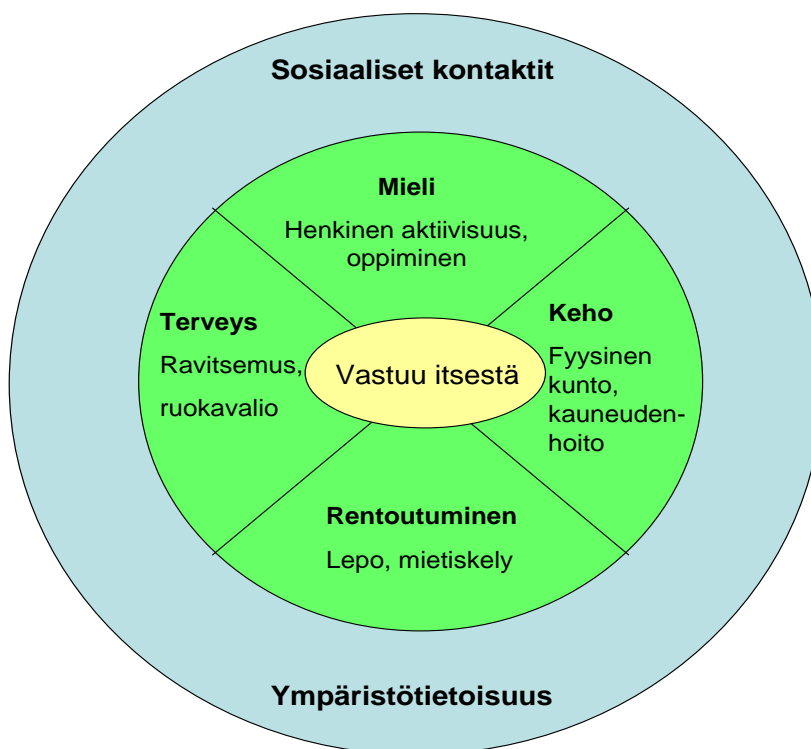 Sosiaaliset kontaktit
Mieli
Henkinen aktiivisuus,
oppiminen
Terveys
Ravitsemus,
ruokavalio
Vastuu itsestä
Keho
Fyysinen
kunto,
kauneuden-
hoito
Rentoutuminen
Lepo, mietiskely
Ympäristötietoisuus